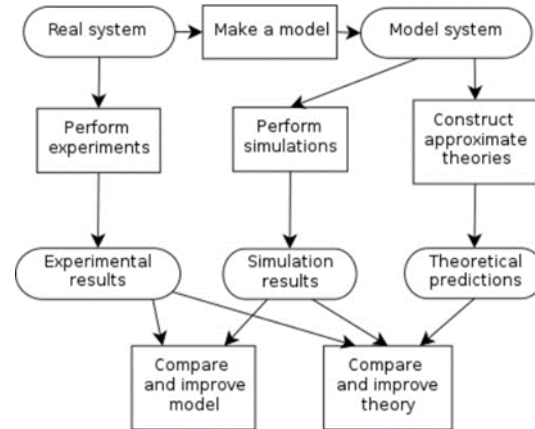 Real system
Make a model
Model system
Perform
experiments
Perform
simulations
Construct
approximate
theories
Experimental
results
Simulation
results
Theoretical
predictions
Compare
and improve
model
Compare
and improve
theory